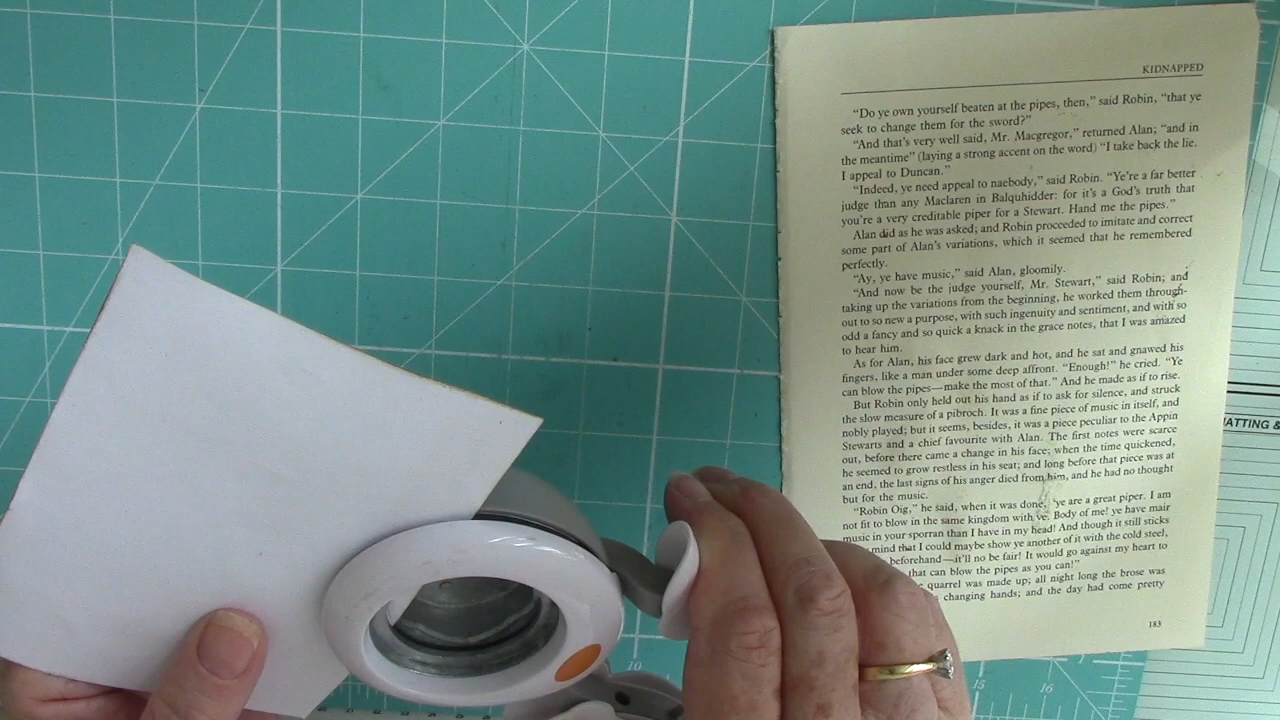 KIDNAPPED
“Do ye own yourself beaten at the pipes, then,” said Robin, “that ye
seek to change them for the sword?”
“And that’s very well said, Mr. Macgregor,” returned Alan; “and in
the meantime” (laying a strong accent on the word) “I take back the lie.
I appeal to Duncan.”
“Indeed, ye need appeal to naebody,” said Robin. “Ye’re a far better
judge than any Maclaren in Balquhidder: for it’s a God’s truth that
you’re a very creditable piper for a Stewart. Hand me the pipes.”
Alan did as he was asked; and Robin proceeded to imitate and correct
some part of Alan’s variations, which it seemed that he remembered
perfectly.
“Ay, ye have music,” said Alan, gloomily.
“And now be the judge yourself, Mr. Stewart,” said Robin; and
taking up the variations from the beginning, he worked them through-
out to so new a purpose, with such ingenuity and sentiment, and with so
odd a fancy and so quick a knack in the grace notes, that I was amazed
to hear him.
As for Alan, his face grew dark and hot, and he sat and gnawed his
fingers, like a man under some deep affront. “Enough!” he cried. “Ye
can blow the pipes—make the most of that.” And he made as if to rise.
But Robin only held out his hand as if to ask for silence, and struck
the slow measure of a pibroch. It was a fine piece of music in itself, and
nobly played; but it seems, besides, it was a piece peculiar to the Appin
Stewarts and a chief favourite with Alan. The first notes were scarce
out, before there came a change in his face; when the time quickened,
he seemed to grow restless in his seat; and long before that piece was at
an end, the last signs of his anger died from him, and he had no thought
but for the music.
“Robin Oig,” he said, when it was done, “ye are a great piper. I am
not fit to blow in the same kingdom with ye. Body of me! ye have mair
music in your sporran than I have in my head! And though it still sticks
mind that I could maybe show ye another of it with the cold steel,
beforehand—it’ll no be fair! It would go against my heart to
that can blow the pipes as you can!”
quarrel was made up; all night long the brose was
changing hands; and the day had come pretty
183
ATTING &
10
15
16